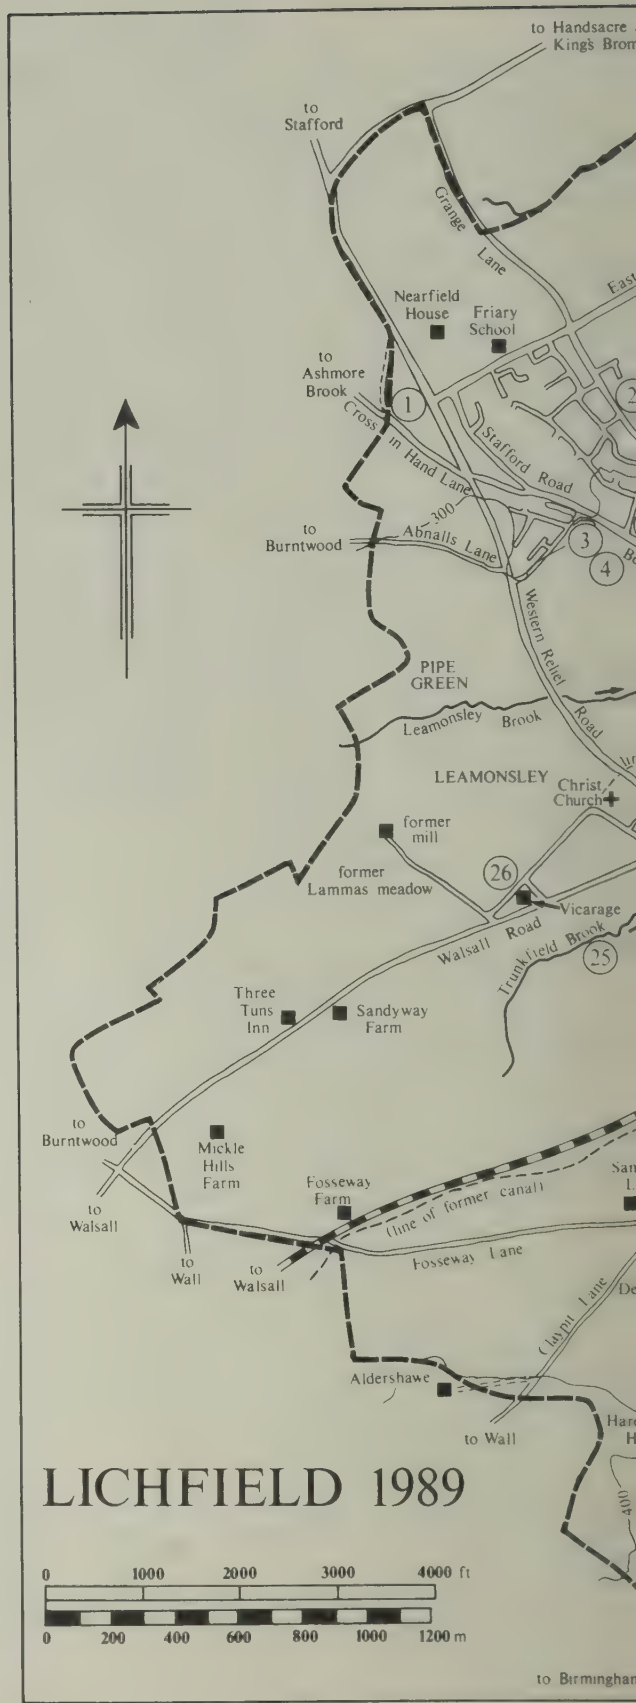 to Handsacre
King's Brom
to
Stafford
Grange
Lane
East
Nearfield
House
Friary
School
to
Ashmore
Brook
1
2
Cross
in Hand Lane
Stafford Road
300
to
Burntwood
Abnalls Lane
3
4
Western Relief
Road
PIPE
GREEN
Leamonsley Brook
LEAMONSLEY
Christ
Church
former
mill
former
Lammas meadow
26
Vicarage
Walsall Road
Trunkfield Brook
25
Three
Tuns
Inn
Sandyway
Farm
to
Burntwood
Mickle
Hills
Farm
Fosseway
Farm
(line of former canal)
San
L
to
Walsall
to
Wall
to
Walsall
Fosseway Lane
Claypit Lane
De
Aldershawe
to Wall
Hare
H
400
LICHFIELD 1989
0 1000 2000 3000 4000 ft
0 200 400 600 800 1000 1200 m
to Birmingham